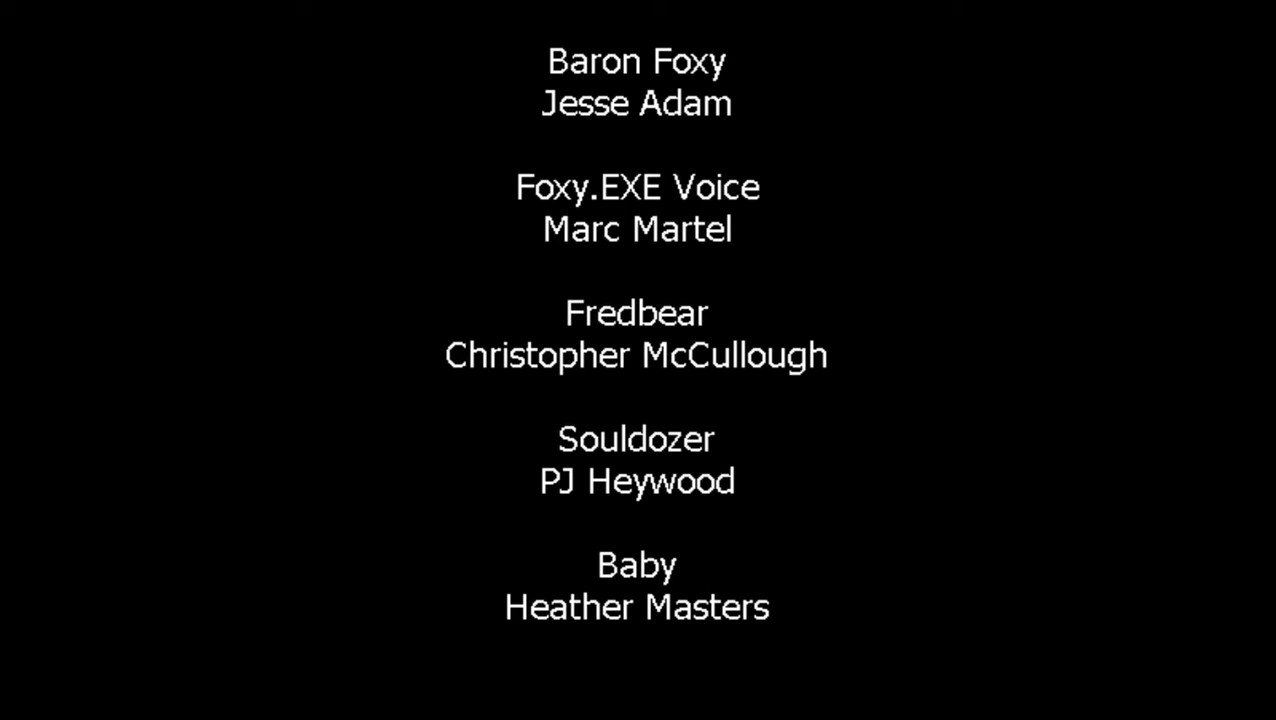 Baron Foxy
Jesse Adam
Foxy.EXE Voice
Marc Martel
Fredbear
Christopher McCullough
Souldozer
PJ Heywood
Baby
Heather Masters